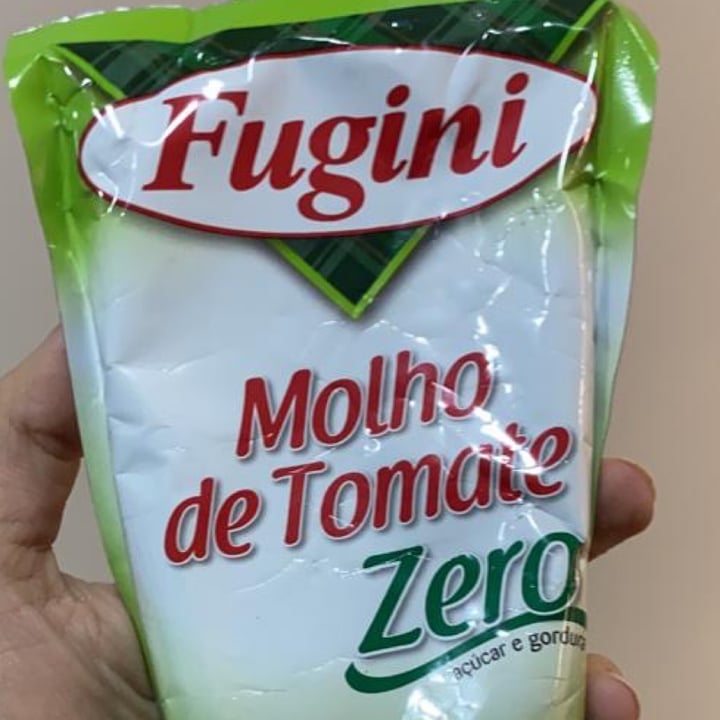 Fugini
Molho
de Tomate
Zero
açúcar e gordura